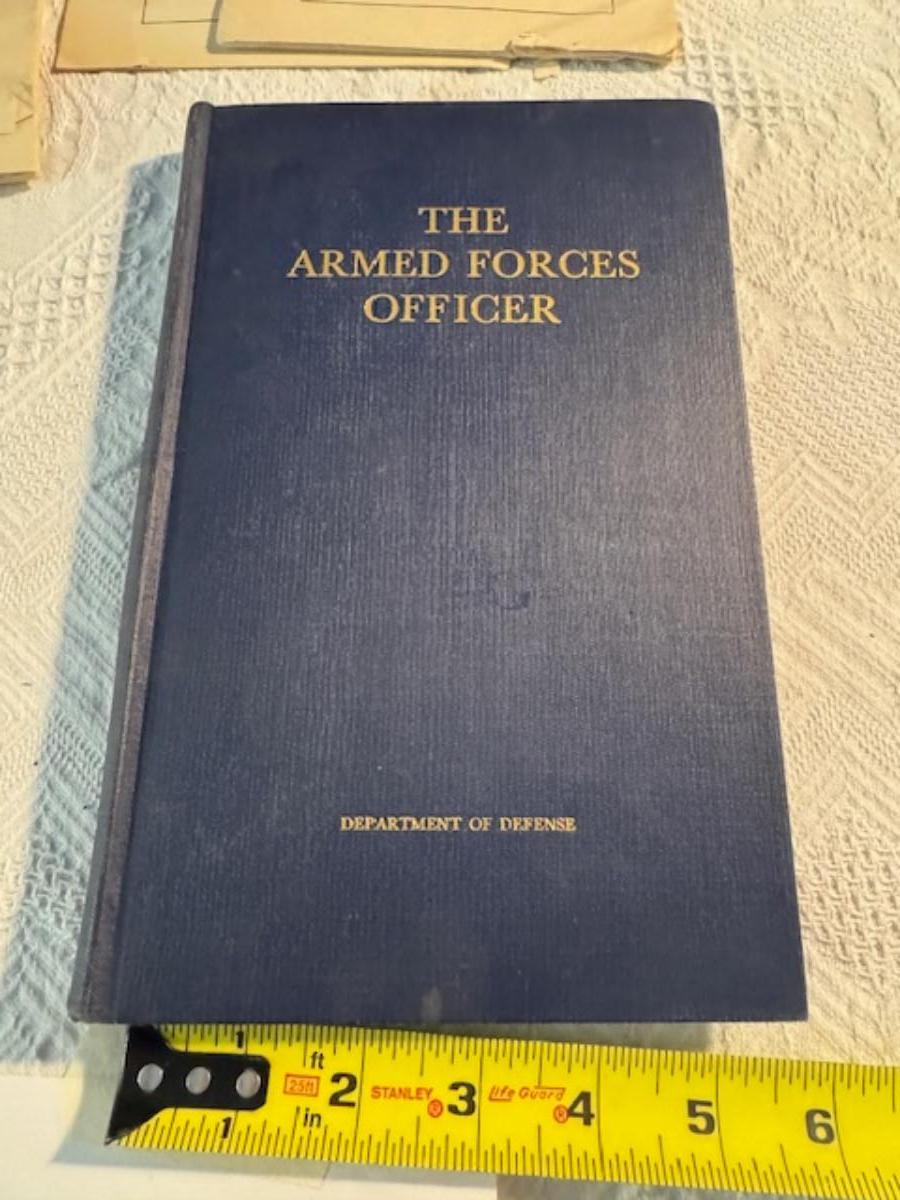 THE
ARMED FORCES
OFFICER
DEPARTMENT OF DEFENSE
1 ft
25ft 2 STANLEY ® 3 Life Guard ® 4 5 6
1 in